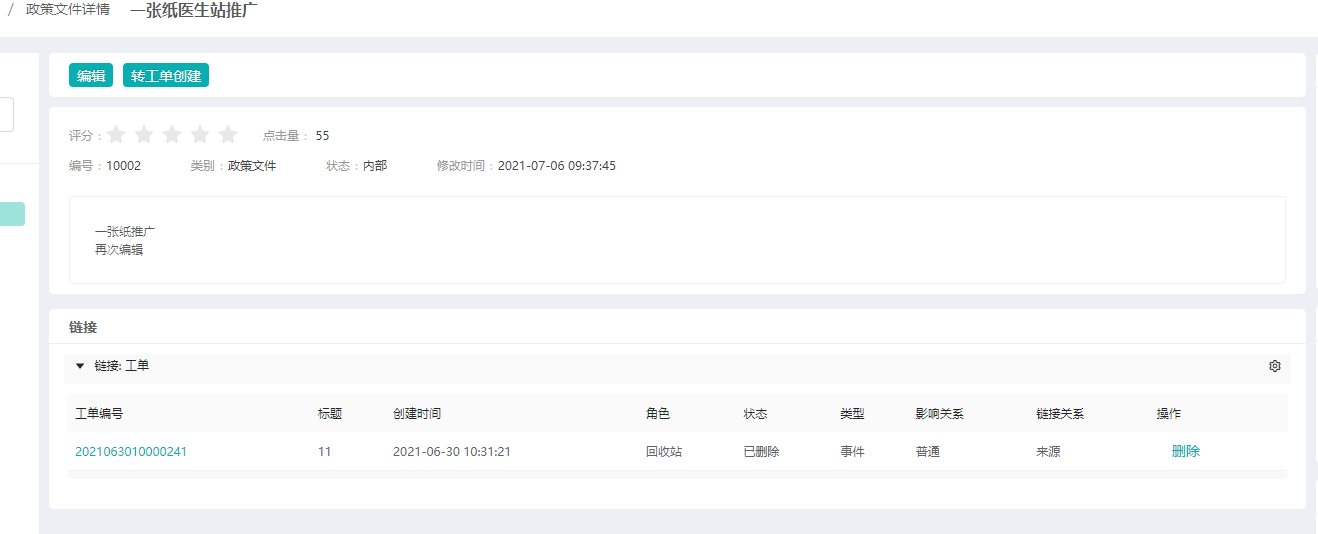 / 政策文件详情 一张纸医生站推广
编辑 转工单创建
评分： 点击量： 55
编号：10002 类别：政策文件 状态：内部 修改时间：2021-07-06 09:37:45
一张纸推广
再次编辑
链接
链接: 工单
工单编号 标题 创建时间 角色 状态 类型 影响关系 链接关系 操作
2021063010000241 11 2021-06-30 10:31:21 回收站 已删除 事件 普通 来源 删除